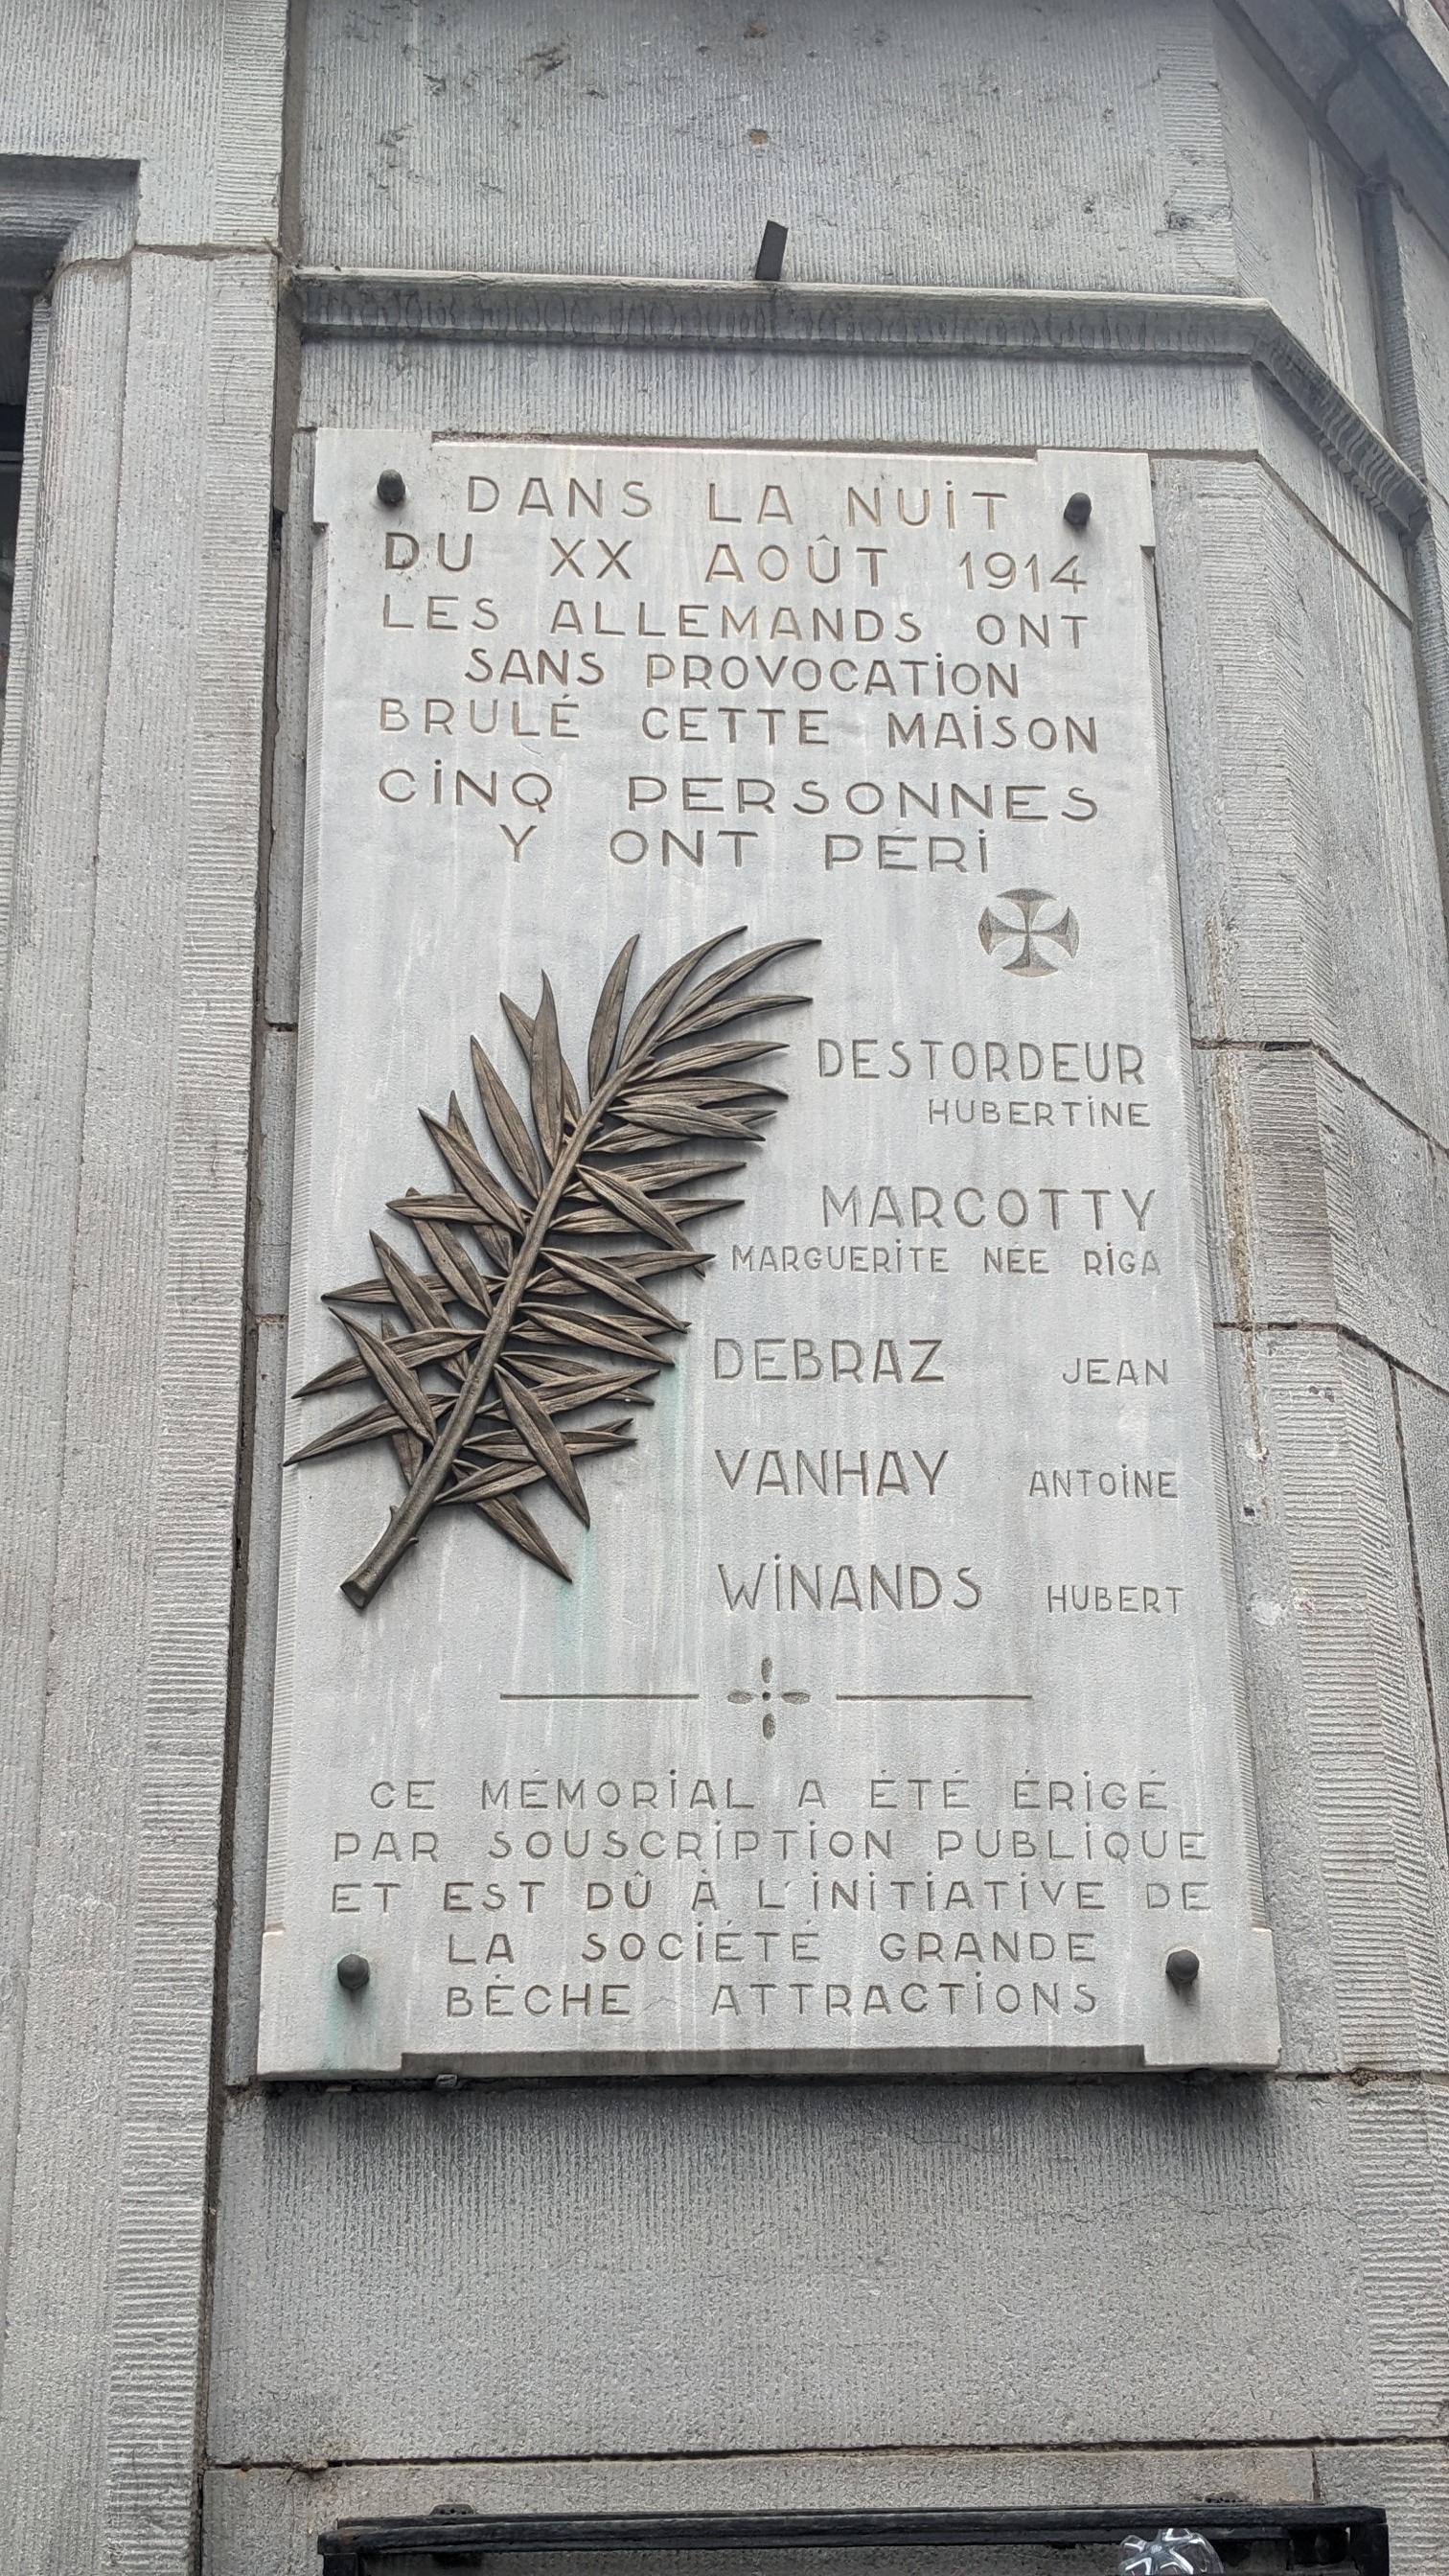 DANS LA NUIT
DU XX AOÛT 1914
LES ALLEMANDS ONT
SANS PROVOCATION
BRULÉ CETTE MAISON
CINQ PERSONNES
Y ONT PÉRI
DESTORDEUR
HUBERTINE
MARCOTTY
MARGUERITE NÉE RIGA
DEBRAZ JEAN
VANHAY ANTOINE
WINANDS HUBERT
CE MÉMORIAL A ÉTÉ ÉRIGÉ
PAR SOUSCRIPTION PUBLIQUE
ET EST DÛ À L'INITIATIVE DE
LA SOCIÉTÉ GRANDE
BÈCHE ATTRACTIONS